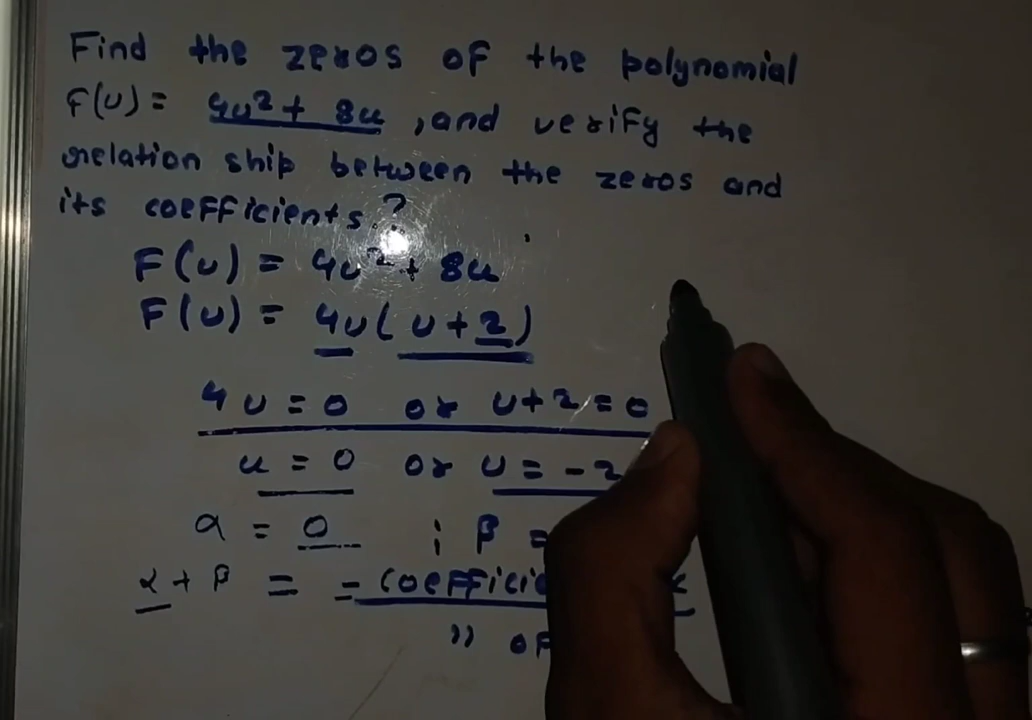 Find the zeros of the polynomial
F(u) = 4u² + 8u , and verify the
relation ship between the zeros and
its coefficients.?
F(u) = 4u² + 8u
F(u) = 4u(u+2)
4u = 0 or u+2 = 0
u = 0 or u = -2
α = 0 ; β =
α + β = -coefficie
" of